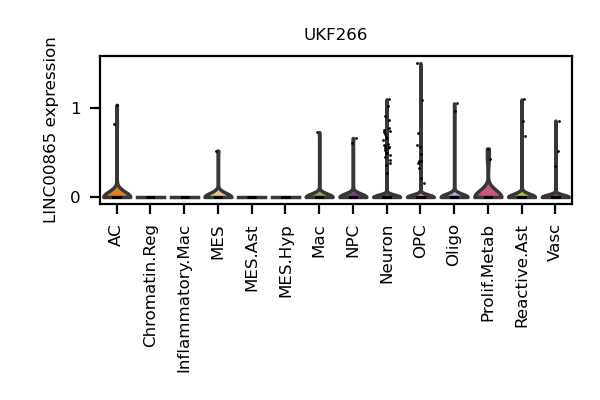 UKF266
LINC00865 expression
1
0
AC
Chromatin.Reg
Inflammatory.Mac
MES
MES.Ast
MES.Hyp
Mac
NPC
Neuron
OPC
Oligo
Prolif.Metab
Reactive.Ast
Vasc